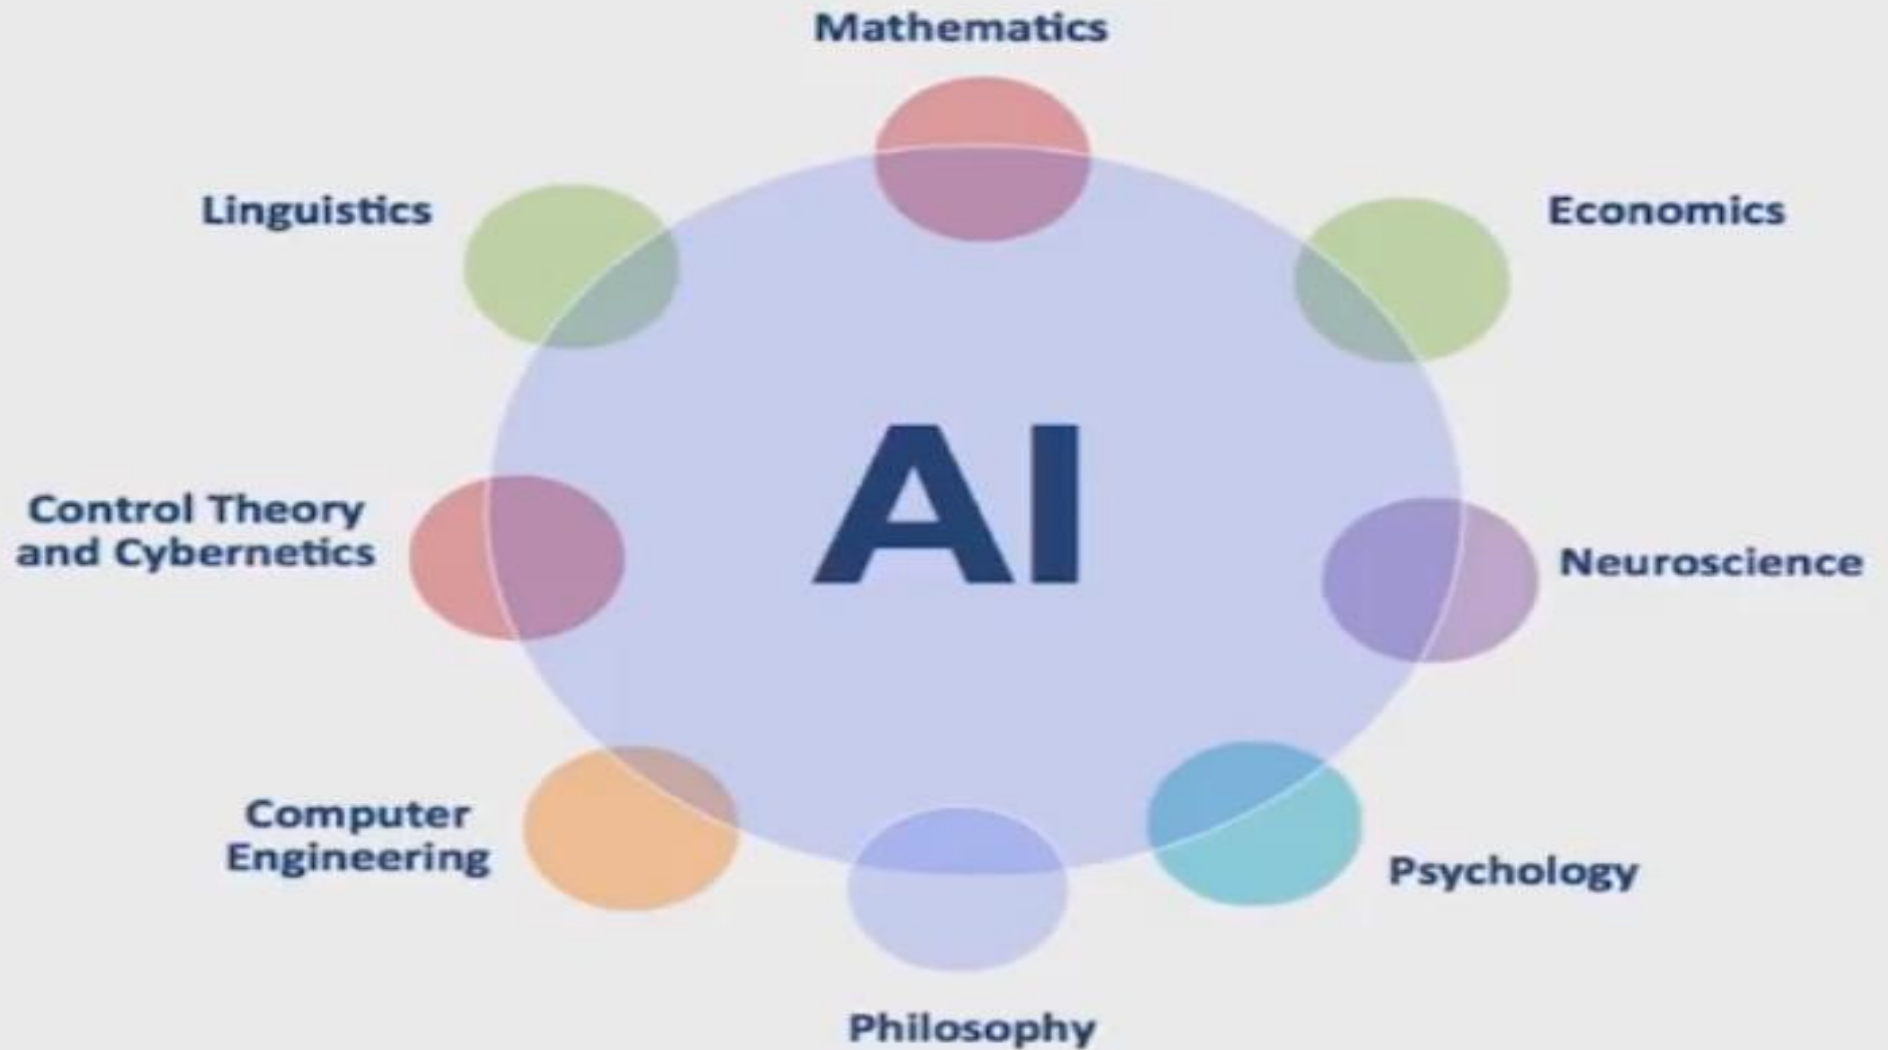 Mathematics
Linguistics
Economics
AI
Control Theory
and Cybernetics
Neuroscience
Computer
Engineering
Psychology
Philosophy